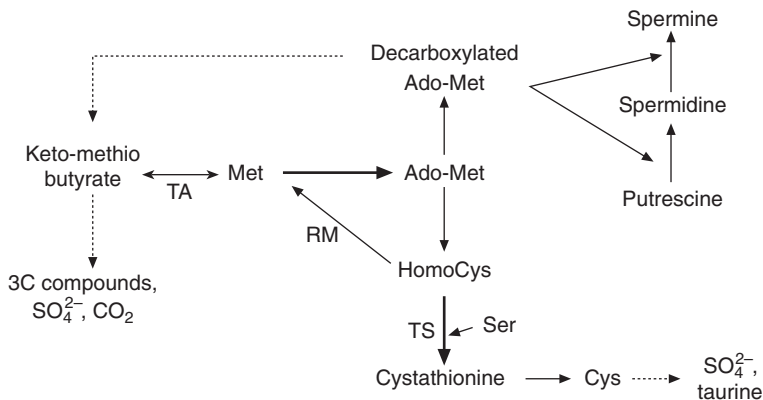 Spermine
Decarboxylated
Ado-Met
Spermidine
Keto-methio
butyrate
TA
Met
Ado-Met
Putrescine
RM
HomoCys
3C compounds,
SO₄²⁻, CO₂
TS
Ser
Cystathionine
Cys
SO₄²⁻,
taurine